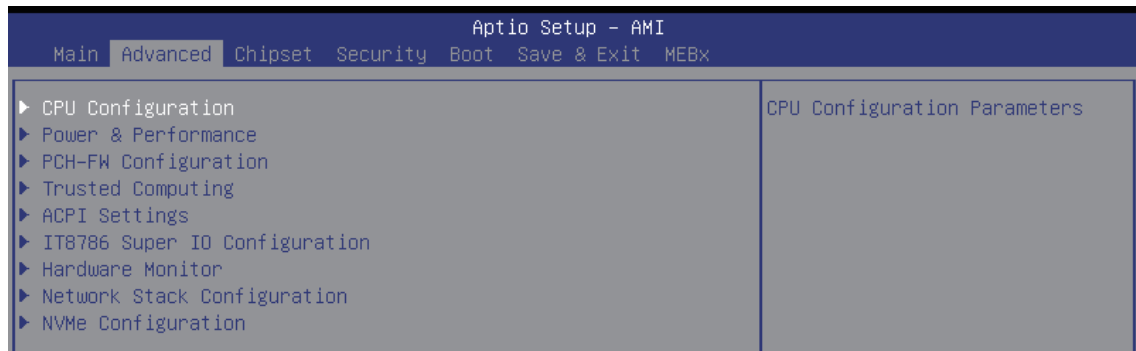 Aptio Setup – AMI
Main Advanced Chipset Security Boot Save & Exit MEBx
CPU Configuration
CPU Configuration Parameters
Power & Performance
PCH-FW Configuration
Trusted Computing
ACPI Settings
IT8786 Super IO Configuration
Hardware Monitor
Network Stack Configuration
NVMe Configuration